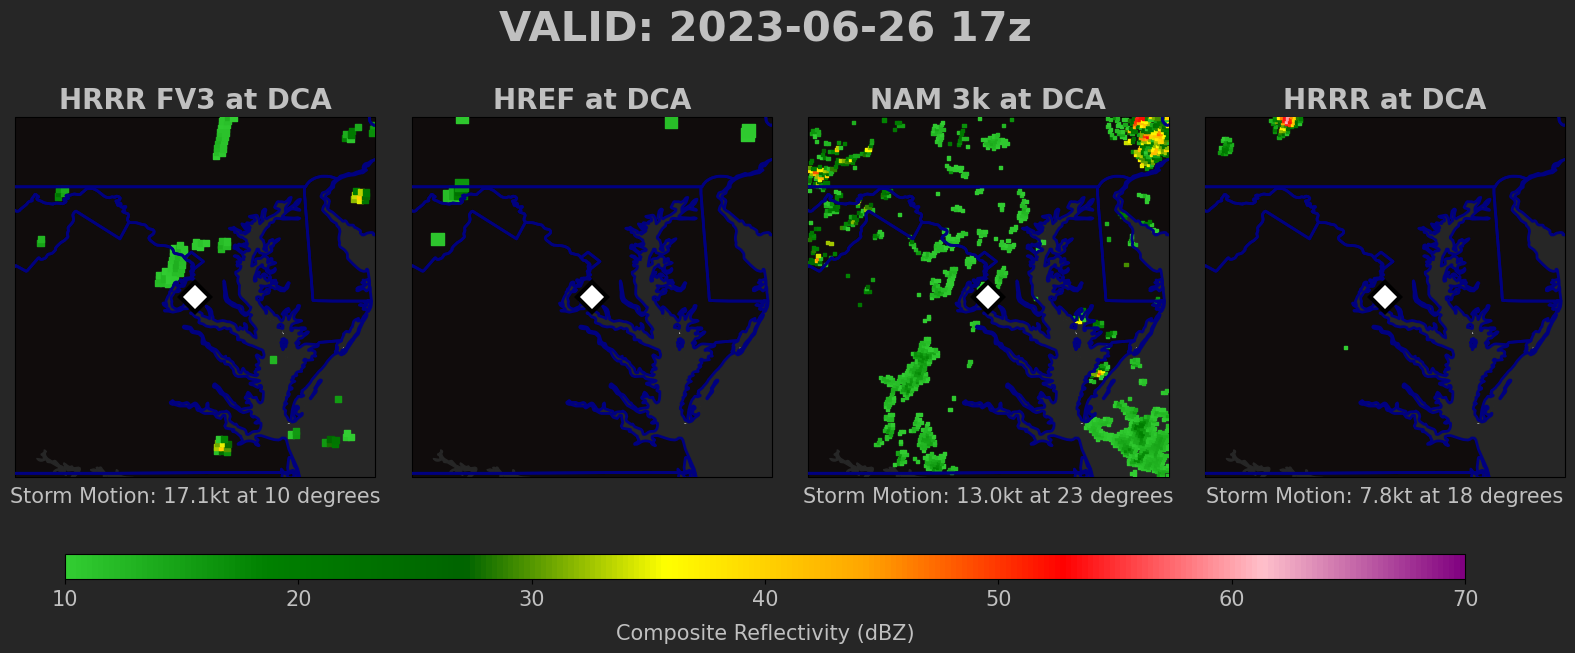 VALID: 2023-06-26 17z
HRRR FV3 at DCA
HREF at DCA
NAM 3k at DCA
HRRR at DCA
Storm Motion: 17.1kt at 10 degrees
Storm Motion: 13.0kt at 23 degrees
Storm Motion: 7.8kt at 18 degrees
10 20 30 40 50 60 70
Composite Reflectivity (dBZ)